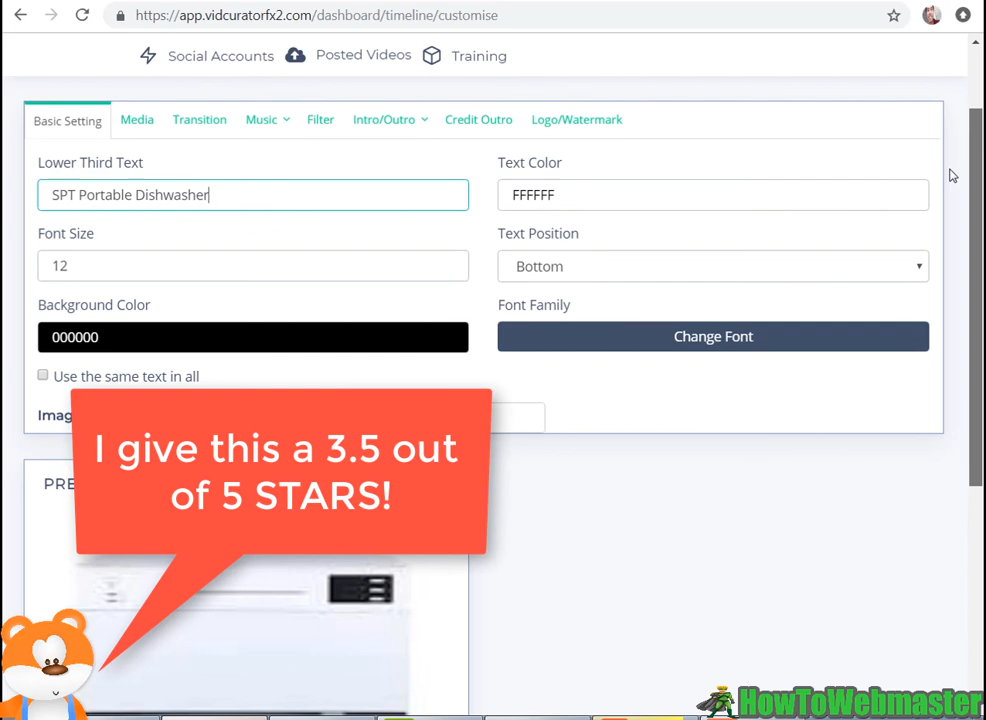 https://app.vidcuratorfx2.com/dashboard/timeline/customise
Social Accounts Posted Videos Training
Basic Setting Media Transition Music Filter Intro/Outro Credit Outro Logo/Watermark
Lower Third Text Text Color
SPT Portable Dishwasher FFFFFF
Font Size Text Position
12 Bottom
Background Color Font Family
000000 Change Font
Use the same text in all
I give this a 3.5 out
of 5 STARS!
HowToWebmaster